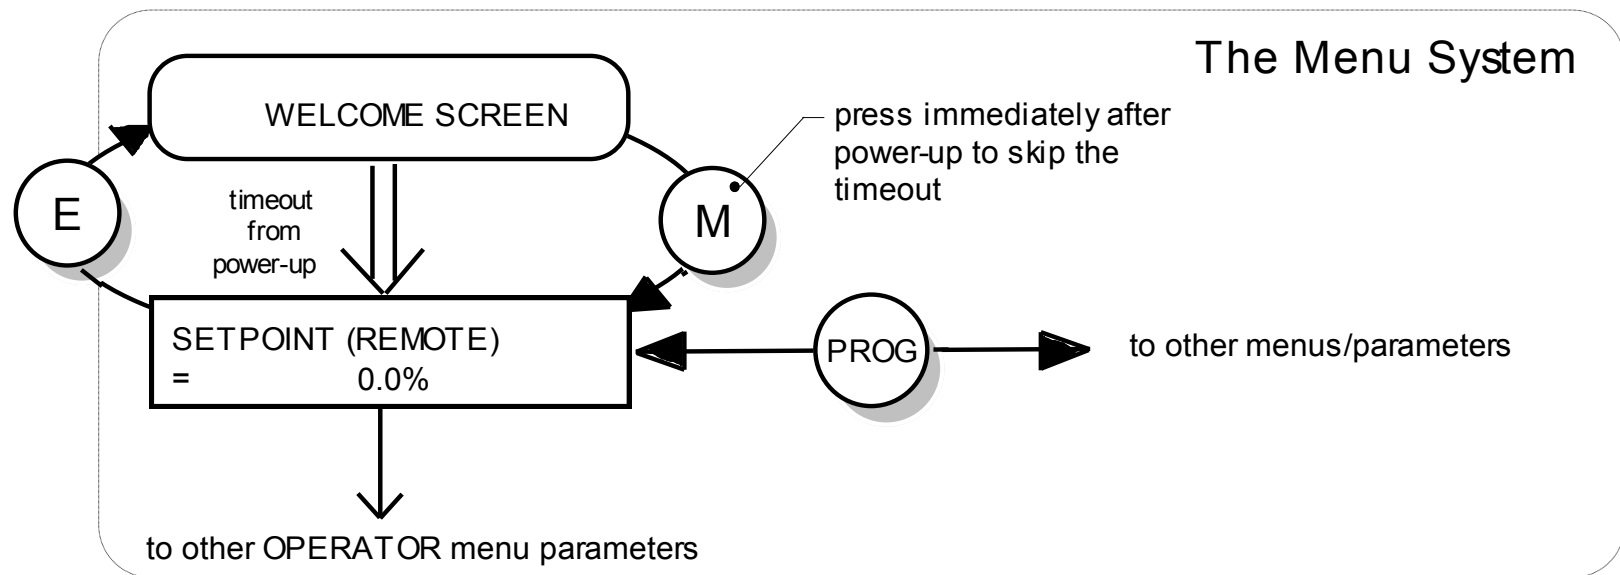 The Menu System
WELCOME SCREEN
press immediately after
power-up to skip the
timeout
E
timeout
from
power-up
M
SETPOINT (REMOTE)
= 0.0%
PROG
to other menus/parameters
to other OPERATOR menu parameters